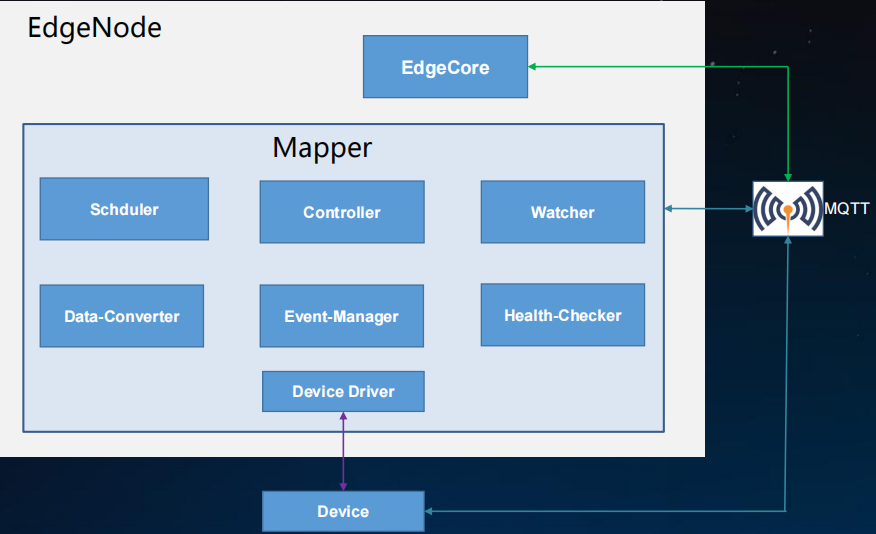 EdgeNode
EdgeCore
Mapper
Schduler
Controller
Watcher
MQTT
Data-Converter
Event-Manager
Health-Checker
Device Driver
Device